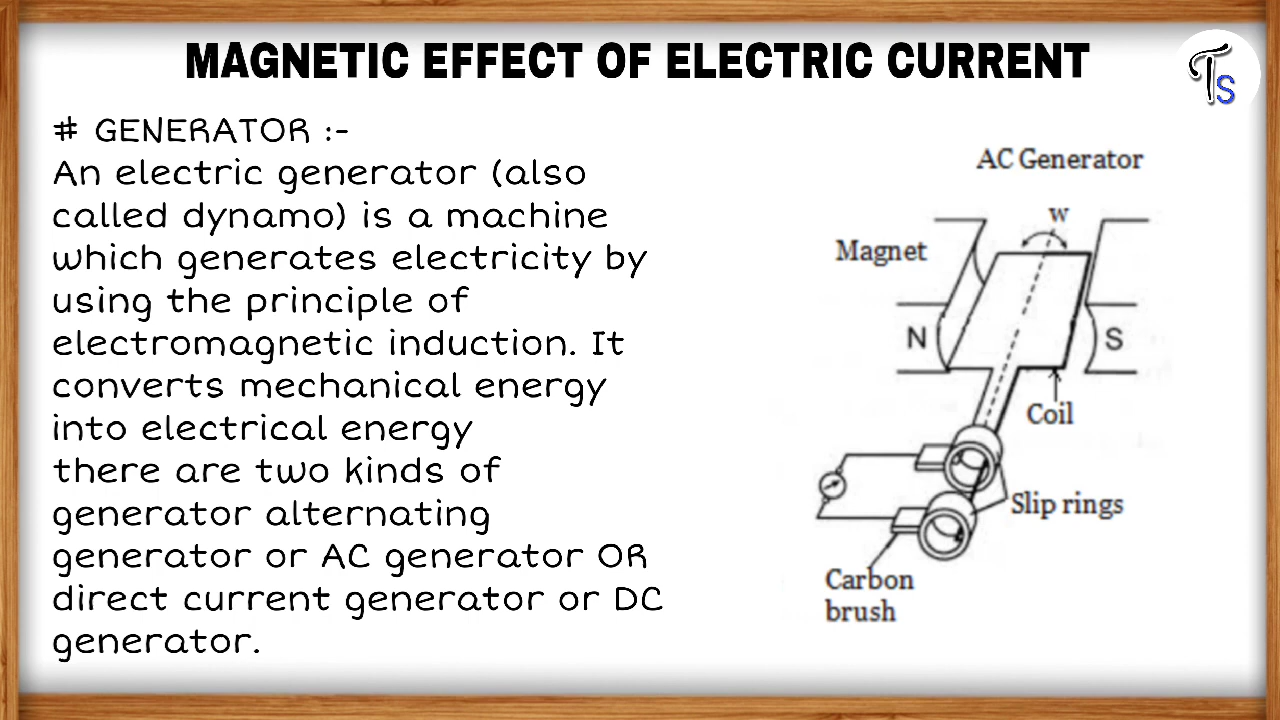 MAGNETIC EFFECT OF ELECTRIC CURRENT
Ts
# GENERATOR :-
An electric generator (also
called dynamo) is a machine
which generates electricity by
using the principle of
electromagnetic induction. It
converts mechanical energy
into electrical energy
there are two kinds of
generator alternating
generator or AC generator OR
direct current generator or DC
generator.
AC Generator
w
Magnet
N
S
Coil
Slip rings
Carbon
brush